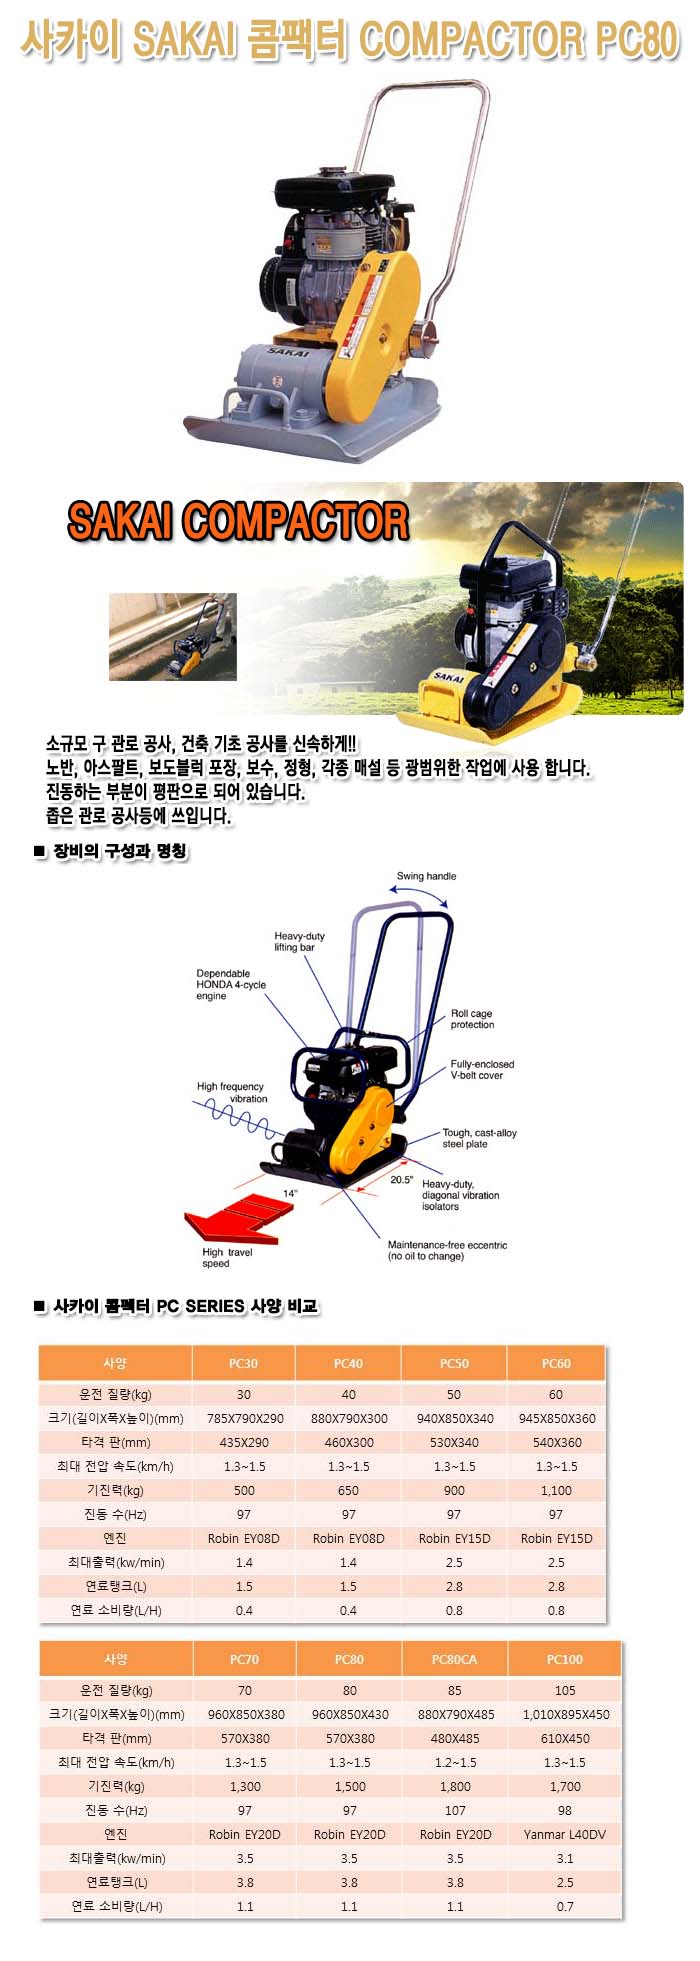 사카이 SAKAI 콤팩터 COMPACTOR PC80
SAKAI
SAKAI COMPACTOR
SAKAI
소규모 구 관로 공사, 건축 기초 공사를 신속하게!!
노반, 아스팔트, 보도블럭 포장, 보수, 정형, 각종 매설 등 광범위한 작업에 사용 합니다.
진동하는 부분이 평판으로 되어 있습니다.
좁은 관로 공사등에 쓰입니다.
■ 장비의 구성과 명칭
Swing handle
Heavy-duty
lifting bar
Dependable
HONDA 4-cycle
engine
Roll cage
protection
Fully-enclosed
V-belt cover
High frequency
vibration
Tough, cast-alloy
steel plate
20.5"
Heavy-duty,
diagonal vibration
isolators
14"
Maintenance-free eccentric
(no oil to change)
High travel
speed
■ 사카이 콤팩터 PC SERIES 사양 비교
사양 PC30 PC40 PC50 PC60
운전 질량(kg) 30 40 50 60
크기(길이X폭X높이)(mm) 785X790X290 880X790X300 940X850X340 945X850X360
타격 판(mm) 435X290 460X300 530X340 540X360
최대 전압 속도(km/h) 1.3~1.5 1.3~1.5 1.3~1.5 1.3~1.5
기진력(kg) 500 650 900 1,100
진동 수(Hz) 97 97 97 97
엔진 Robin EY08D Robin EY08D Robin EY15D Robin EY15D
최대출력(kw/min) 1.4 1.4 2.5 2.5
연료탱크(L) 1.5 1.5 2.8 2.8
연료 소비량(L/H) 0.4 0.4 0.8 0.8
사양 PC70 PC80 PC80CA PC100
운전 질량(kg) 70 80 85 105
크기(길이X폭X높이)(mm) 960X850X380 960X850X430 880X790X485 1,010X895X450
타격 판(mm) 570X380 570X380 480X485 610X450
최대 전압 속도(km/h) 1.3~1.5 1.3~1.5 1.2~1.5 1.3~1.5
기진력(kg) 1,300 1,500 1,800 1,700
진동 수(Hz) 97 97 107 98
엔진 Robin EY20D Robin EY20D Robin EY20D Yanmar L40DV
최대출력(kw/min) 3.5 3.5 3.5 3.1
연료탱크(L) 3.8 3.8 3.8 2.5
연료 소비량(L/H) 1.1 1.1 1.1 0.7